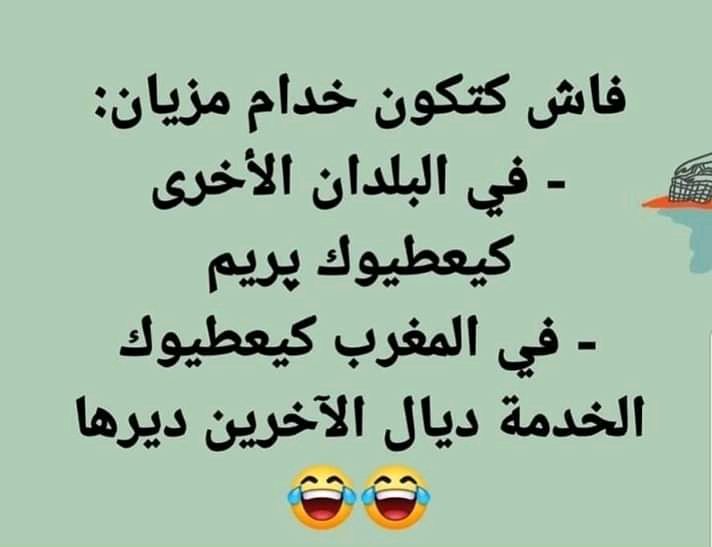 فاش كتكون خدام مزيان:
- في البلدان الأخرى
كيعطيوك پريم
- في المغرب كيعطيوك
الخدمة ديال الآخرين ديرها
😂😂